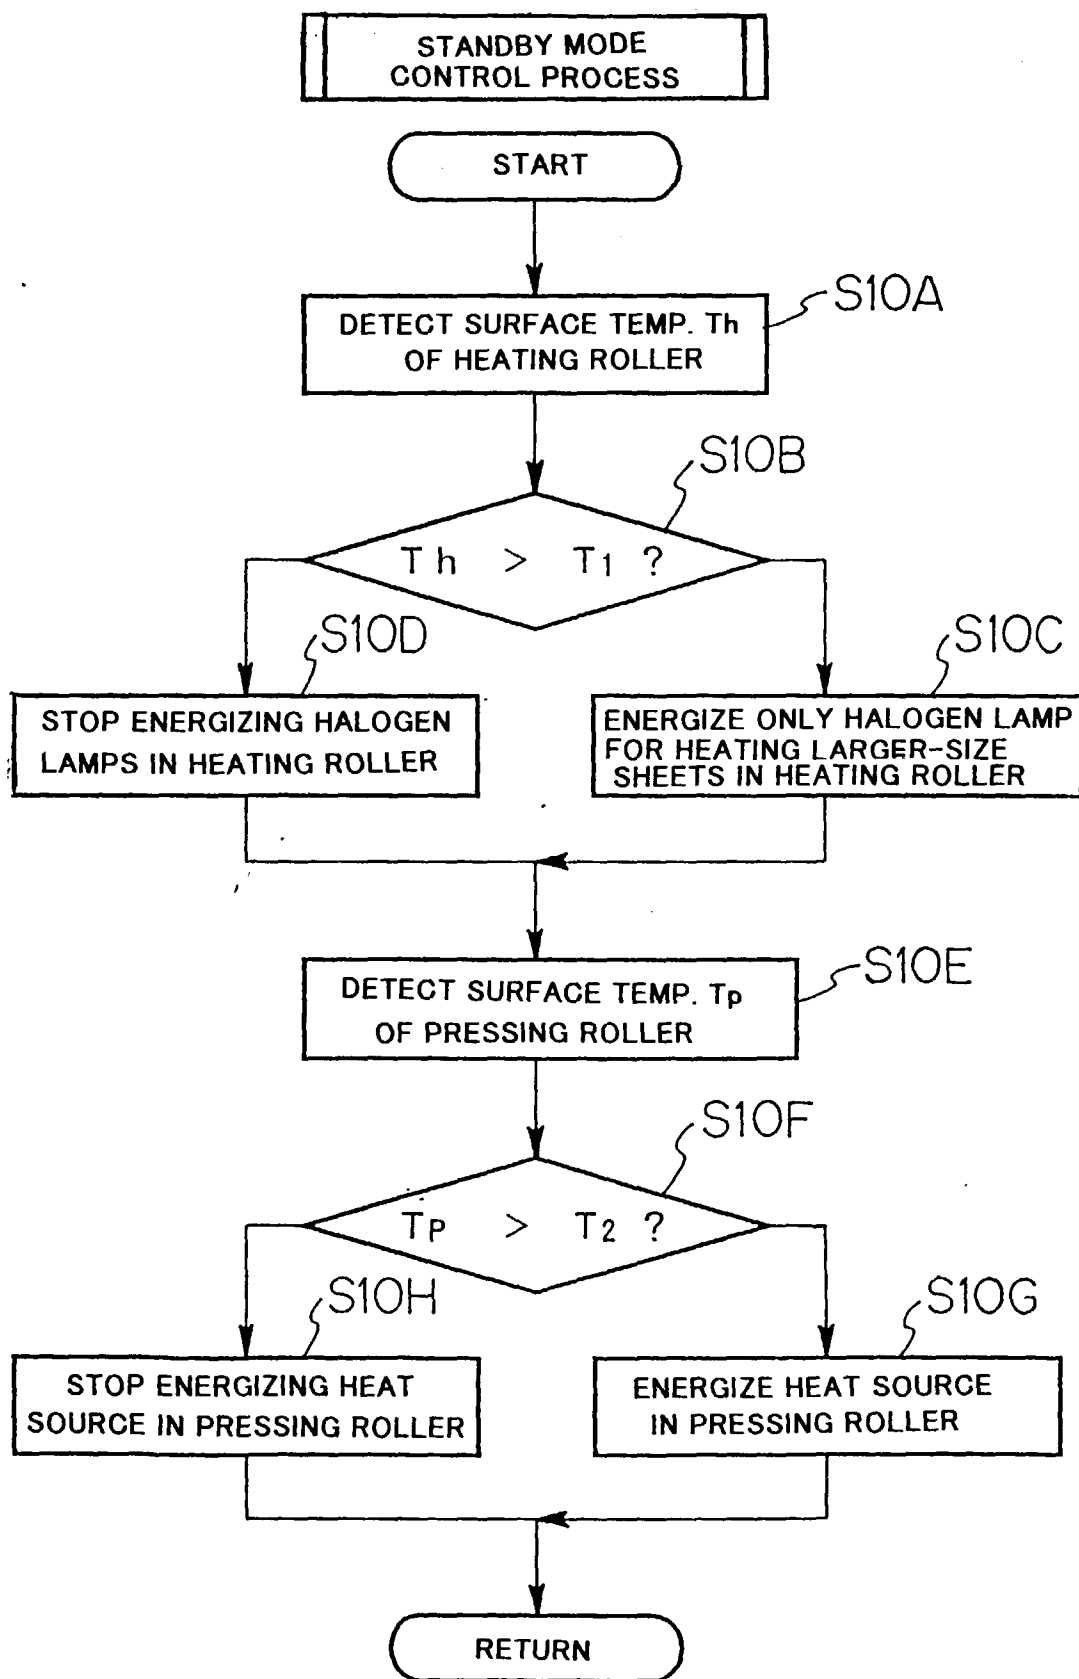 STANDBY MODE
CONTROL PROCESS
START
S10A
DETECT SURFACE TEMP. Th
OF HEATING ROLLER
S10B
Th > T1 ?
S10D
S10C
STOP ENERGIZING HALOGEN
LAMPS IN HEATING ROLLER
ENERGIZE ONLY HALOGEN LAMP
FOR HEATING LARGER-SIZE
SHEETS IN HEATING ROLLER
S10E
DETECT SURFACE TEMP. Tp
OF PRESSING ROLLER
S10F
TP > T2 ?
S10H
S10G
STOP ENERGIZING HEAT
SOURCE IN PRESSING ROLLER
ENERGIZE HEAT SOURCE
IN PRESSING ROLLER
RETURN